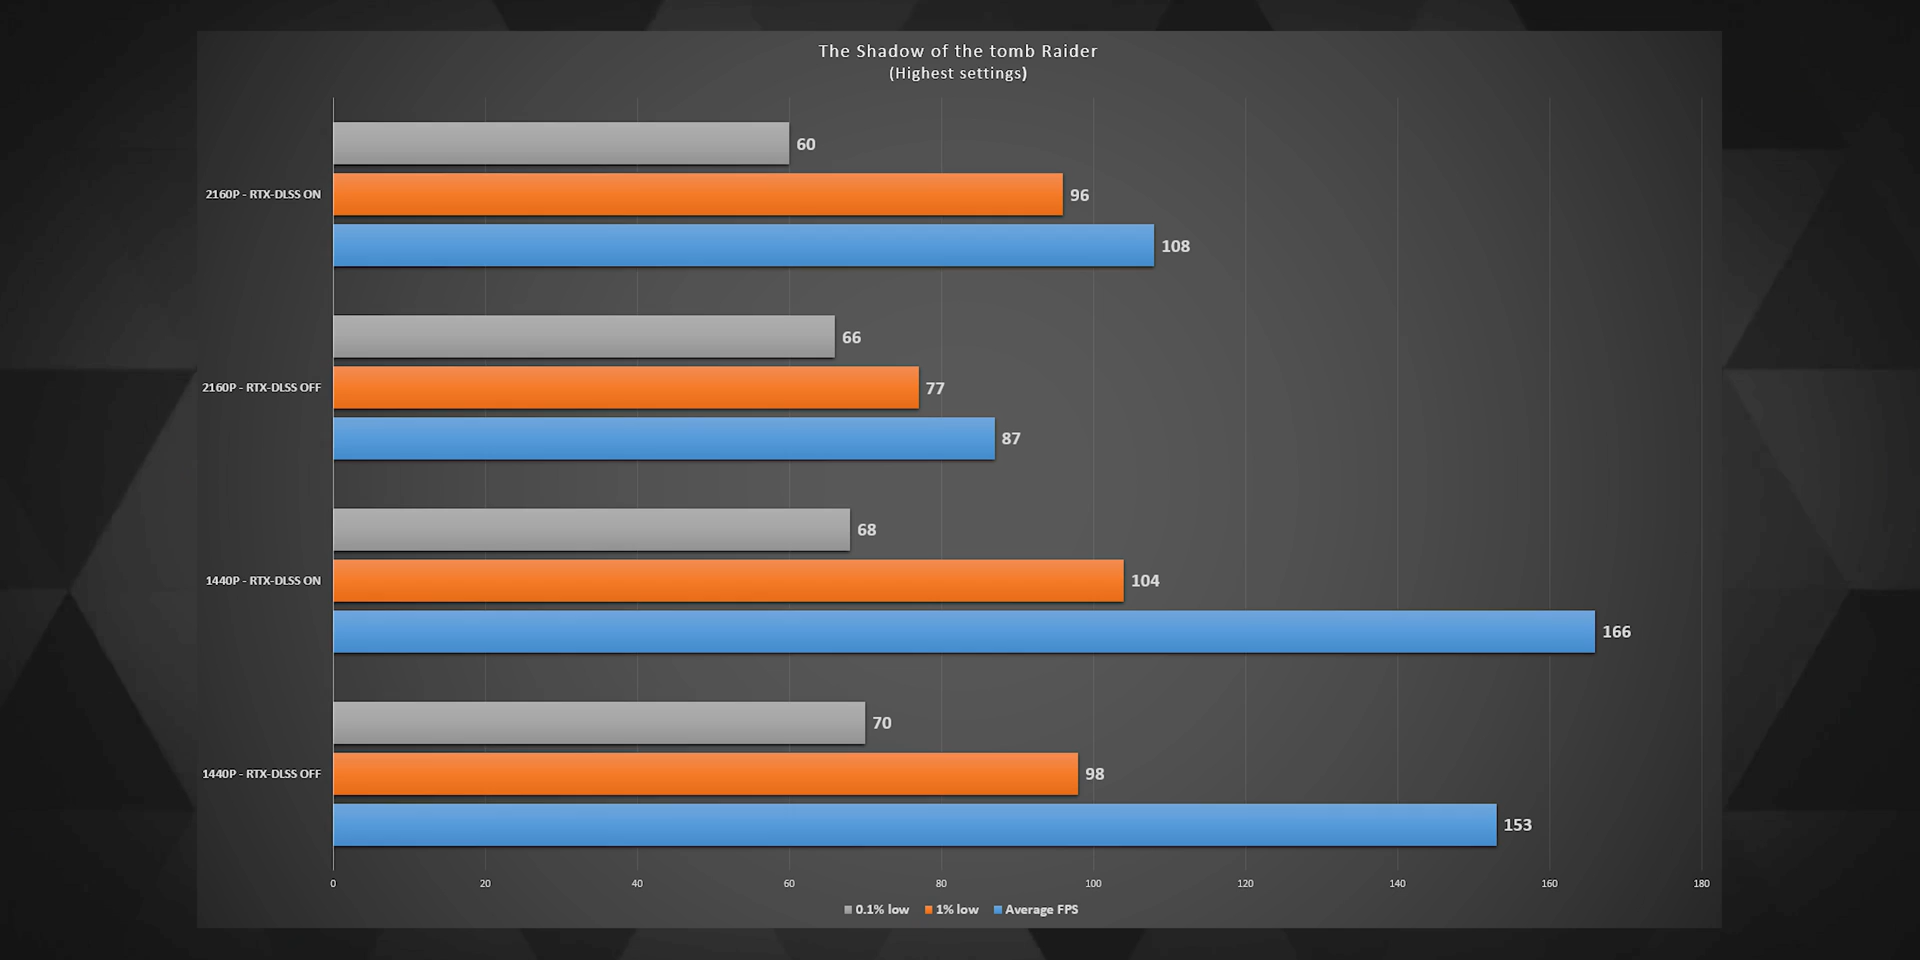 The Shadow of the tomb Raider
(Highest settings)
60
2160P - RTX-DLSS ON
96
108
66
2160P - RTX-DLSS OFF
77
87
68
1440P - RTX-DLSS ON
104
166
70
1440P - RTX-DLSS OFF
98
153
0 20 40 60 80 100 120 140 160 180
0.1% low 1% low Average FPS